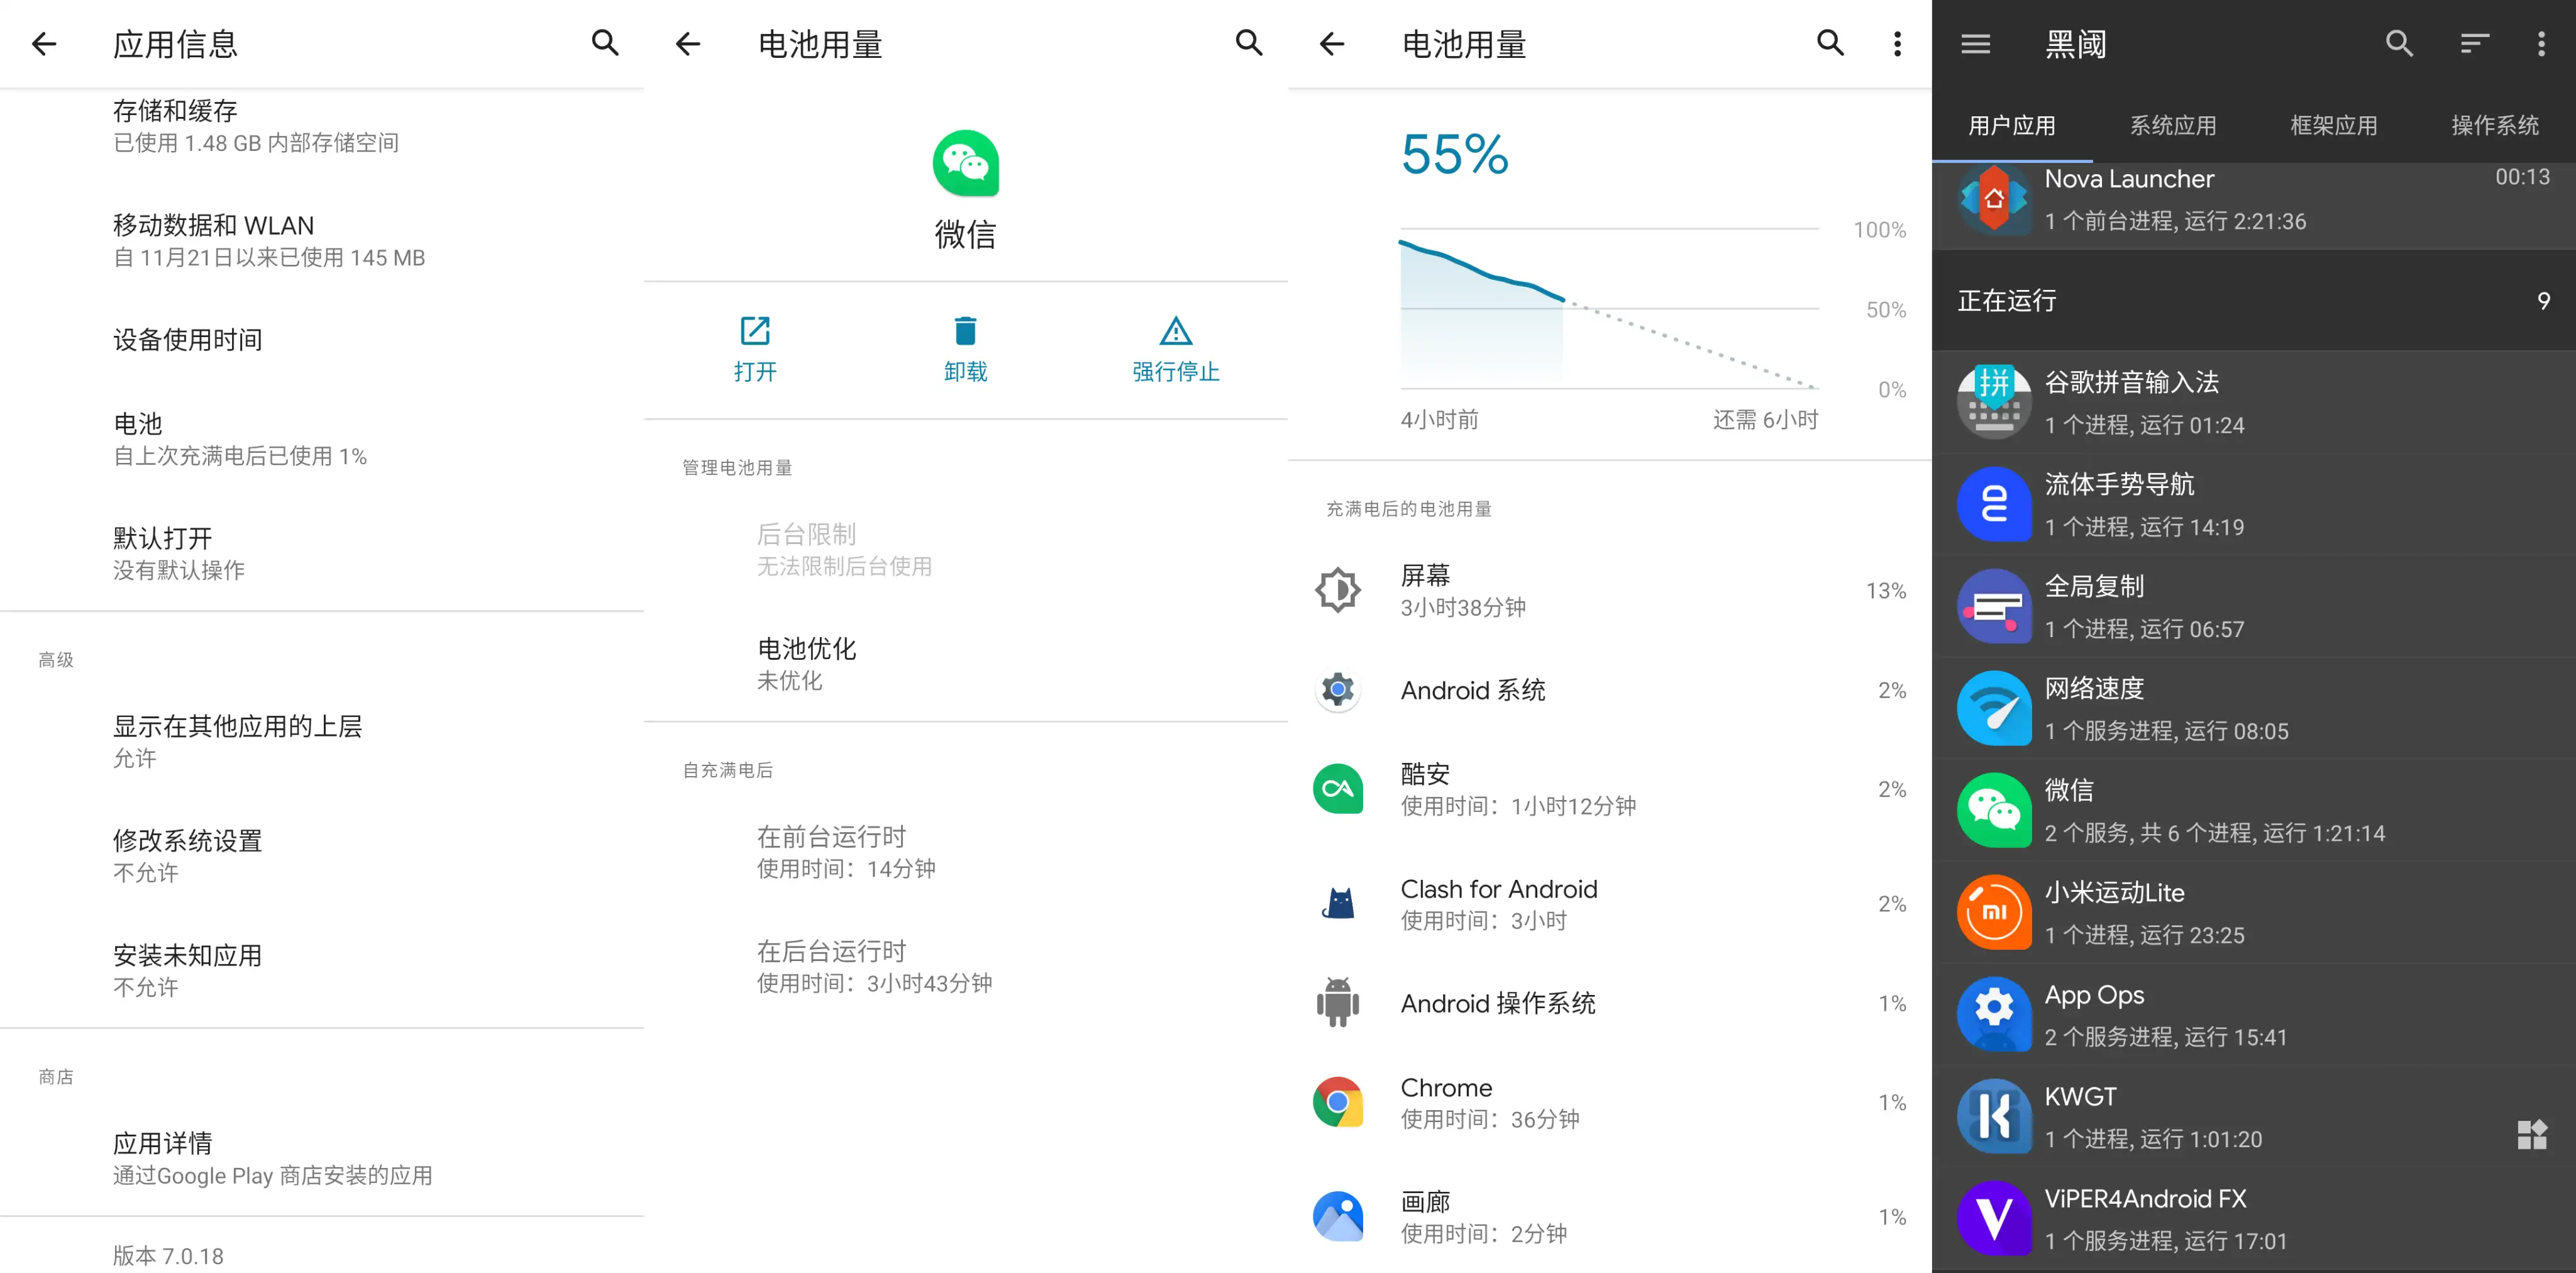 应用信息
存储和缓存
已使用 1.48 GB 内部存储空间
移动数据和 WLAN
自 11月21日以来已使用 145 MB
设备使用时间
电池
自上次充满电后已使用 1%
默认打开
没有默认操作
高级
显示在其他应用的上层
允许
修改系统设置
不允许
安装未知应用
不允许
商店
应用详情
通过Google Play 商店安装的应用
版本 7.0.18
电池用量
微信
打开
卸载
强行停止
管理电池用量
后台限制
无法限制后台使用
电池优化
未优化
自充满电后
在前台运行时
使用时间：14分钟
在后台运行时
使用时间：3小时43分钟
电池用量
55%
100%
50%
0%
4小时前
还需 6小时
充满电后的电池用量
屏幕
3小时38分钟
13%
Android 系统
2%
酷安
使用时间：1小时12分钟
2%
Clash for Android
使用时间：3小时
2%
Android 操作系统
1%
Chrome
使用时间：36分钟
1%
画廊
使用时间：2分钟
1%
黑阈
用户应用
系统应用
框架应用
操作系统
Nova Launcher
00:13
1 个前台进程, 运行 2:21:36
正在运行
9
拼
谷歌拼音输入法
1 个进程, 运行 01:24
流体手势导航
1 个进程, 运行 14:19
全局复制
1 个进程, 运行 06:57
网络速度
1 个服务进程, 运行 08:05
微信
2 个服务, 共 6 个进程, 运行 1:21:14
小米运动Lite
1 个进程, 运行 23:25
App Ops
2 个服务进程, 运行 15:41
KWGT
1 个进程, 运行 1:01:20
ViPER4Android FX
1 个服务进程, 运行 17:01